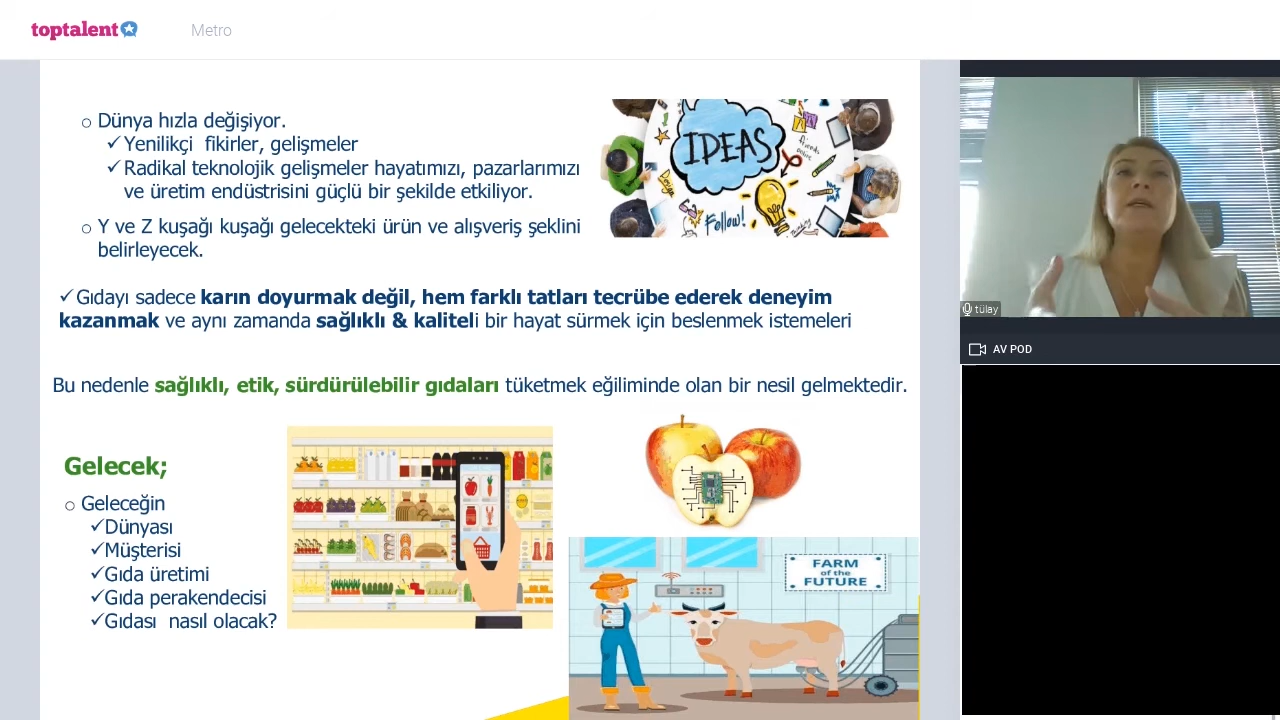 toptalent
Metro
o Dünya hızla değişiyor.
✓Yenilikçi fikirler, gelişmeler
✓Radikal teknolojik gelişmeler hayatımızı, pazarlarımızı
ve üretim endüstrisini güçlü bir şekilde etkiliyor.
o Y ve Z kuşağı kuşağı gelecekteki ürün ve alışveriş şeklini
belirleyecek.
IDEAS
Follow!
✓Gıdayı sadece karın doyurmak değil, hem farklı tatları tecrübe ederek deneyim
kazanmak ve aynı zamanda sağlıklı & kaliteli bir hayat sürmek için beslenmek istemeleri
Bu nedenle sağlıklı, etik, sürdürülebilir gıdaları tüketmek eğiliminde olan bir nesil gelmektedir.
Gelecek;
o Geleceğin
✓Dünyası
✓Müşterisi
✓Gıda üretimi
✓Gıda perakendecisi
✓Gıdası nasıl olacak?
FARM
of the
FUTURE
tülay
AV POD